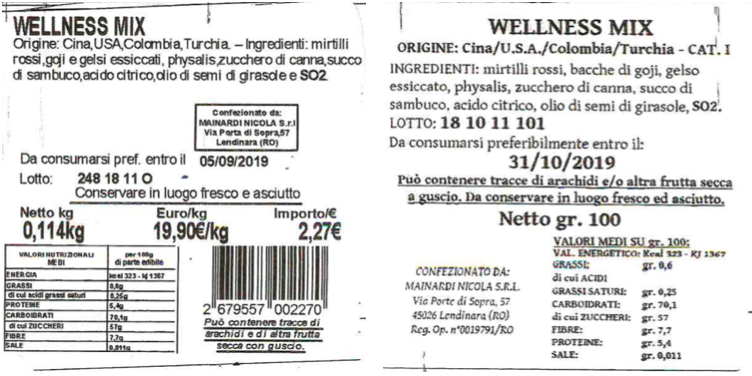 WELLNESS MIX
Origine: Cina,USA,Colombia,Turchia. – Ingredienti: mirtilli
rossi,goji e gelsi essiccati, physalis,zucchero di canna,succo
di sambuco,acido citrico,olio di semi di girasole e SO2
Confezionato da:
MAINARDI NICOLA S.r.l
Via Porta di Sopra,57
Lendinara (RO)
Da consumarsi pref. entro il 05/09/2019
Lotto: 248 18 11 O
Conservare in luogo fresco e asciutto
Netto kg Euro/kg Importo/€
0,114kg 19,90€/kg 2,27€
VALORI NUTRIZIONALI MEDI per 100g di parte edibile
ENERGIA kcal 323 - kj 1367
GRASSI 0,6g
di cui acidi grassi saturi 0,25g
PROTEINE 5,4g
CARBOIDRATI 70,1g
di cui ZUCCHERI 57g
FIBRE 7,7g
SALE 0,011g
2 679557 002270
Può contenere tracce di
arachidi e di altra frutta
secca con guscio.
WELLNESS MIX
ORIGINE: Cina/U.S.A./Colombia/Turchia - CAT. I
INGREDIENTI: mirtilli rossi, bacche di goji, gelso
essiccato, physalis, zucchero di canna, succo di
sambuco, acido citrico, olio di semi di girasole, SO2.
LOTTO: 18 10 11 101
Da consumarsi preferibilmente entro il:
31/10/2019
Può contenere tracce di arachidi e/o altra frutta secca
a guscio. Da conservare in luogo fresco ed asciutto.
Netto gr. 100
CONFEZIONATO DA:
MAINARDI NICOLA S.R.L.
Via Porte di Sopra, 57
45026 Lendinara (RO)
Reg. Op. n°0019791/RO
VALORI MEDI SU gr. 100:
VAL. ENERGETICO: Kcal 323 - KJ 1367
GRASSI: gr. 0,6
di cui ACIDI
GRASSI SATURI: gr. 0,25
CARBOIDRATI: gr. 70,1
di cui ZUCCHERI: gr. 57
FIBRE: gr. 7,7
PROTEINE: gr. 5,4
SALE: gr. 0,011